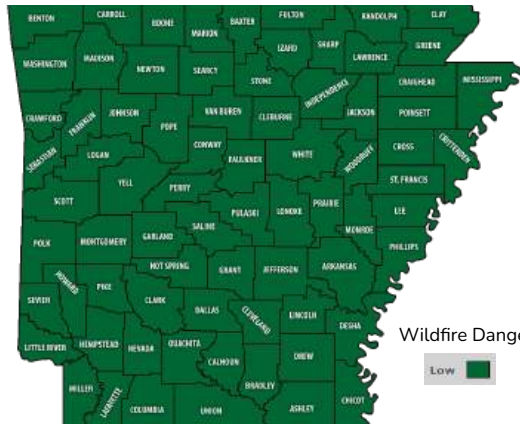 BENTON CARROLL BOONE MARION BAXTER FULTON RANDOLPH CLAY
IZARD SHARP LAWRENCE GREENE
WASHINGTON MADISON NEWTON SEARCY STONE INDEPENDENCE CRAIGHEAD MISSISSIPPI
CRAWFORD FRANKLIN JOHNSON POPE VAN BUREN CLEBURNE JACKSON POINSETT
SEBASTIAN LOGAN CONWAY FAULKNER WHITE WOODRUFF CROSS CRITTENDEN
SCOTT YELL PERRY ST. FRANCIS
PULASKI LONOKE PRAIRIE LEE
POLK MONTGOMERY GARLAND SALINE MONROE PHILLIPS
HOT SPRING GRANT JEFFERSON ARKANSAS
SEVIER HOWARD PIKE CLARK DALLAS CLEVELAND LINCOLN DESHA
LITTLE RIVER HEMPSTEAD NEVADA OUACHITA CALHOUN DREW
MILLER LAFAYETTE COLUMBIA UNION BRADLEY ASHLEY CHICOT
Wildfire Dange
Low